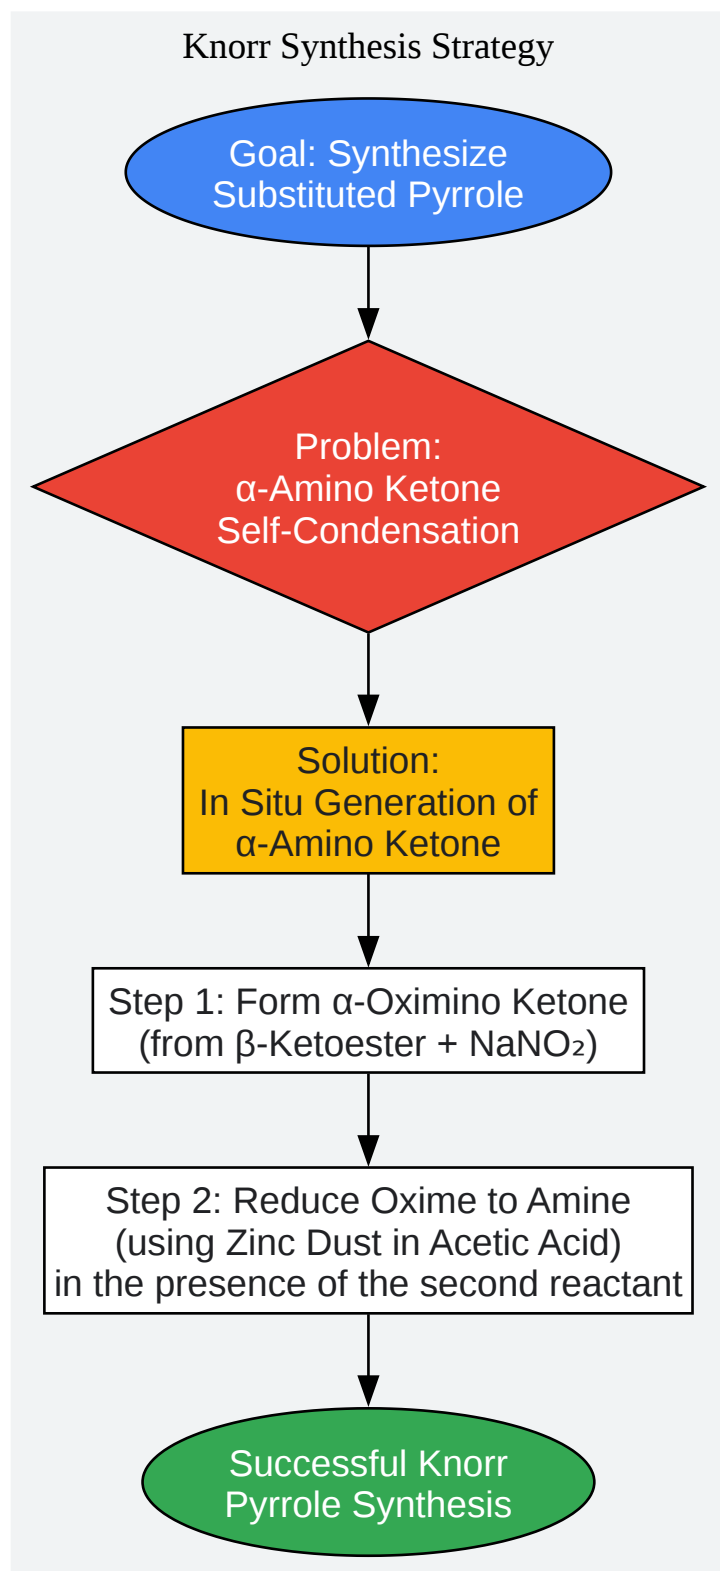 Knorr Synthesis Strategy
Goal: Synthesize
Substituted Pyrrole
Problem:
α-Amino Ketone
Self-Condensation
Solution:
In Situ Generation of
α-Amino Ketone
Step 1: Form α-Oximino Ketone
(from β-Ketoester + NaNO₂)
Step 2: Reduce Oxime to Amine
(using Zinc Dust in Acetic Acid)
in the presence of the second reactant
Successful Knorr
Pyrrole Synthesis